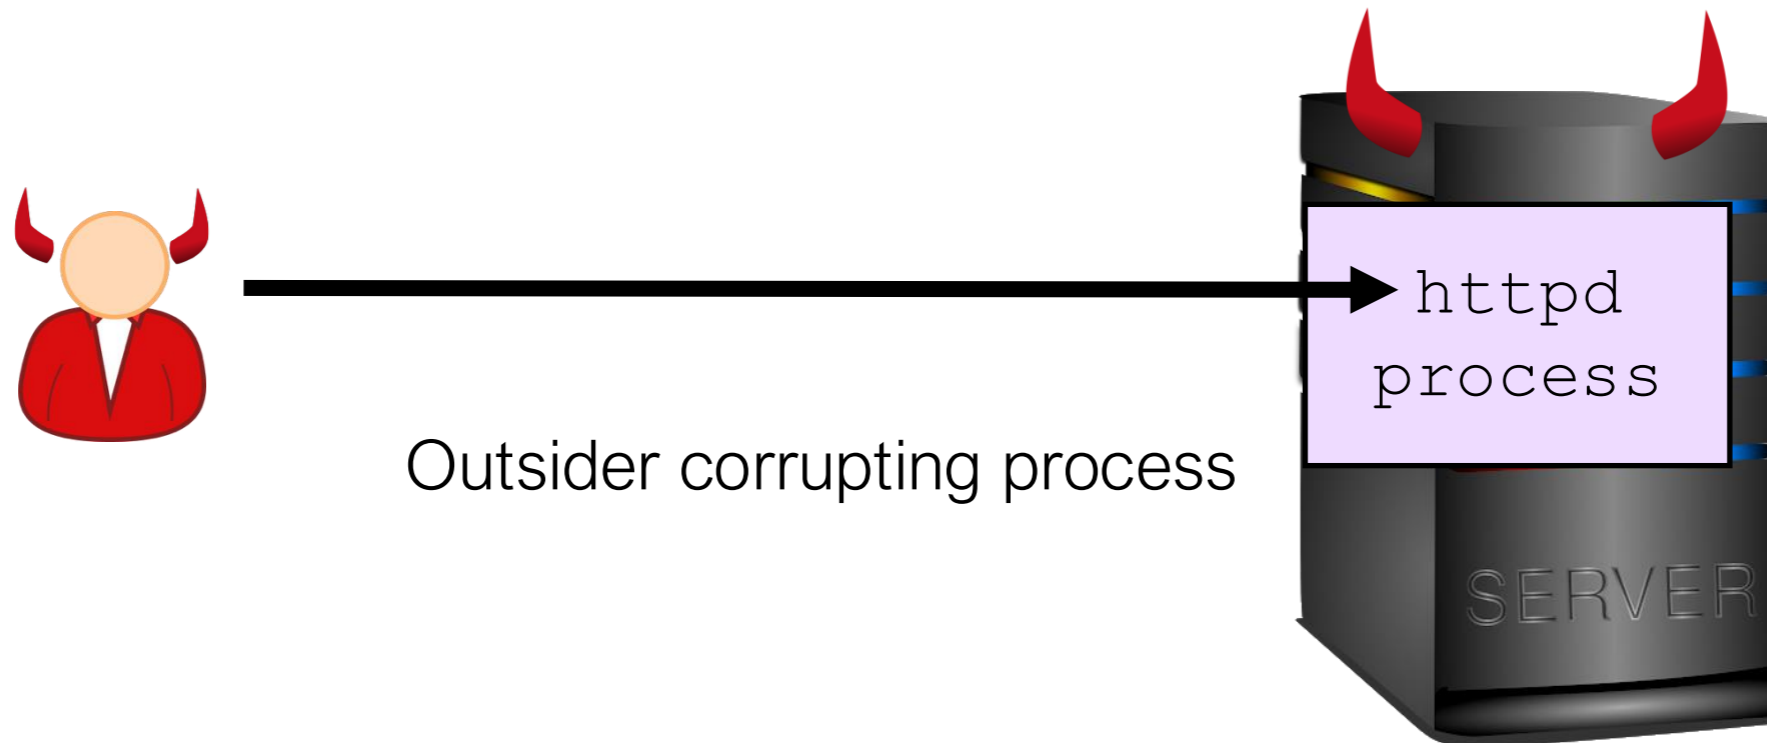 httpd
process
Outsider corrupting process
SERVER